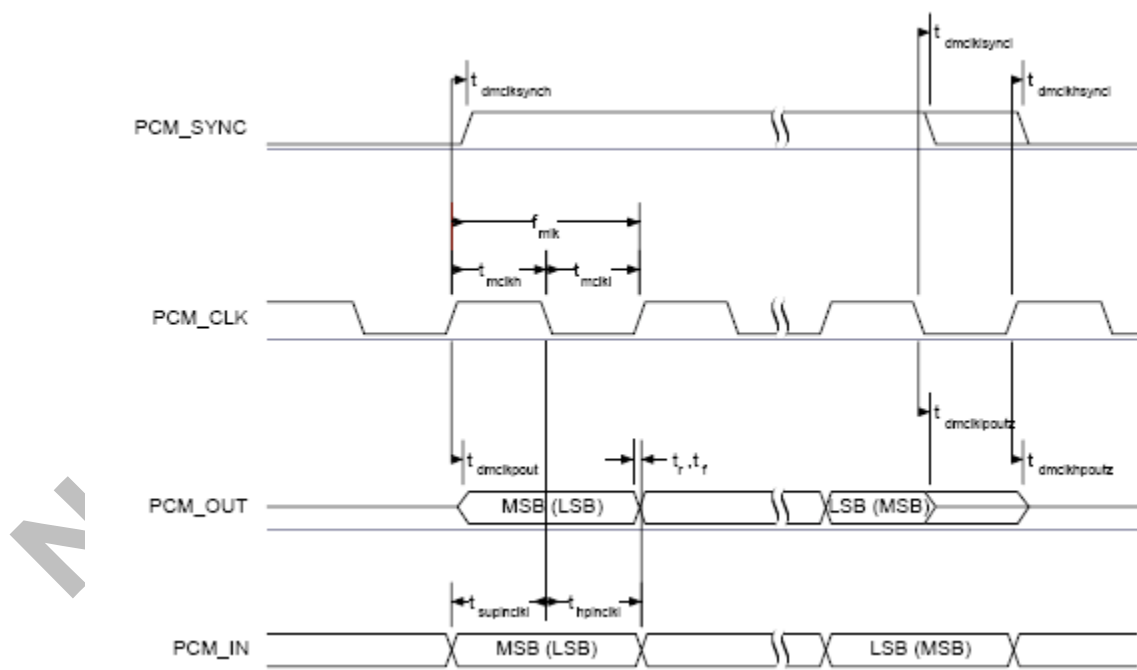 t dmclklsyncl
t dmclksynch
t dmclkhsyncl
PCM_SYNC
f mlk
t mclkh
t mclkl
PCM_CLK
t dmclklpoutz
t dmclkpout
t r ,t f
t dmclkhpoutz
PCM_OUT
MSB (LSB)
LSB (MSB)
t supinclkl
t hpinclkl
PCM_IN
MSB (LSB)
LSB (MSB)